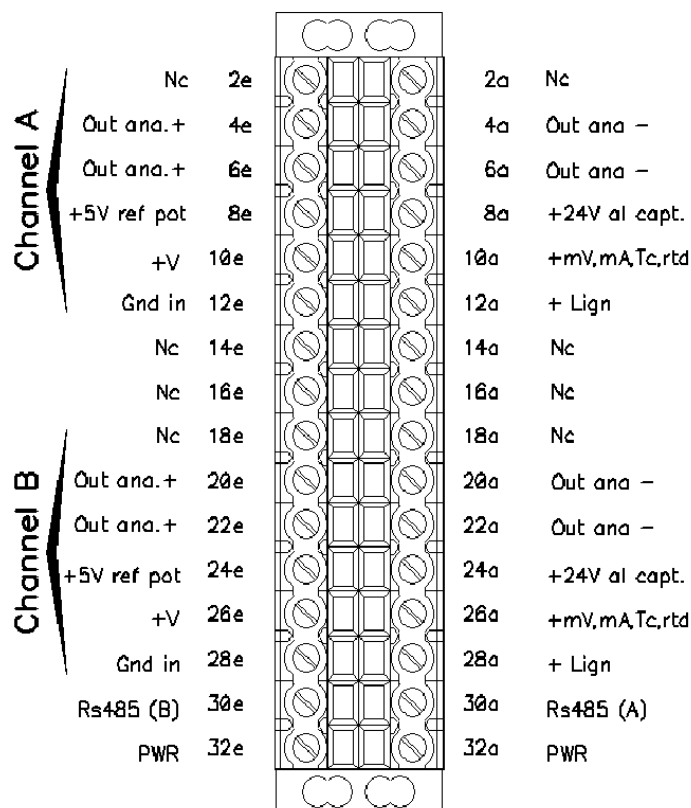 Channel A
Nc 2e 2a Nc
Out ana.+ 4e 4a Out ana -
Out ana.+ 6e 6a Out ana -
+5V ref pot 8e 8a +24V al capt.
+V 10e 10a +mV,mA,Tc,rtd
Gnd in 12e 12a + Lign
Nc 14e 14a Nc
Nc 16e 16a Nc
Channel B
Nc 18e 18a Nc
Out ana.+ 20e 20a Out ana -
Out ana.+ 22e 22a Out ana -
+5V ref pot 24e 24a +24V al capt.
+V 26e 26a +mV,mA,Tc,rtd
Gnd in 28e 28a + Lign
Rs485 (B) 30e 30a Rs485 (A)
PWR 32e 32a PWR